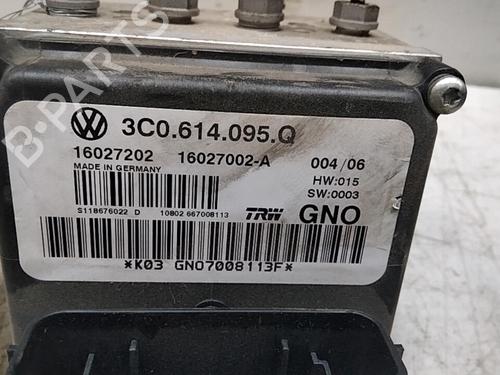 B-PARTS
3C0.614.095.Q
16027202 16027002-A 004/06
MADE IN GERMANY HW:015
SW:0003
S118676022 D 10802 667008113 TRW GNO
*K03 GNO7008113F*